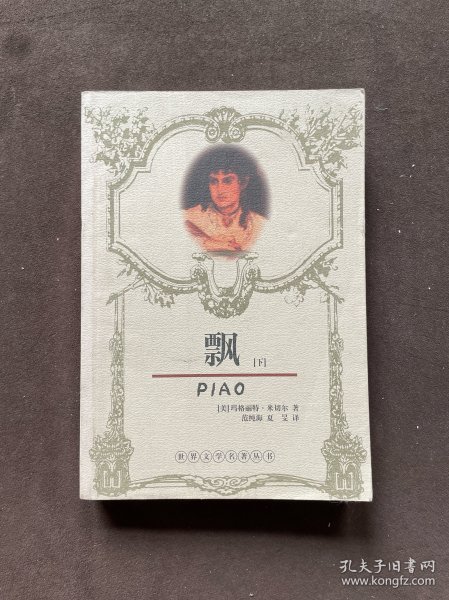 飘 [下]
PIAO
[美]玛格丽特·米切尔 著
范纯海 夏 旻 译
世界文学名著丛书
孔夫子旧书网
www.kongfz.com